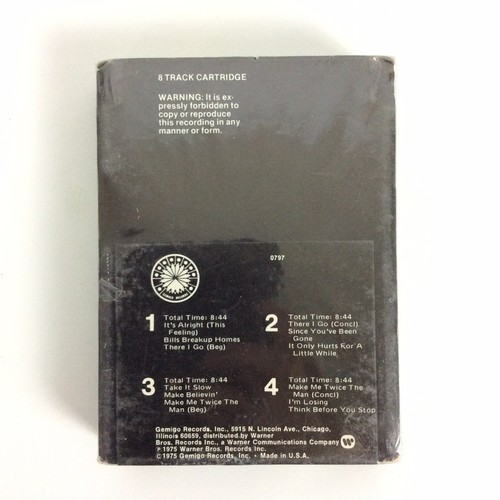 8 TRACK CARTRIDGE
WARNING: It is ex-
pressly forbidden to
copy or reproduce
this recording in any
manner or form.
0797
GEMIGO RECORDS
1 Total Time: 8:44
It's Alright (This
Feeling)
Bills Breakup Homes
There I Go (Beg)
2 Total Time: 8:44
There I Go (Concl)
Since You've Been
Gone
It Only Hurts For A
Little While
3 Total Time: 8:44
Take It Slow
Make Believin'
Make Me Twice The
Man (Beg)
4 Total Time: 8:44
Make Me Twice The
Man (Concl)
I'm Losing
Think Before You Stop
Gemigo Records, Inc., 5915 N. Lincoln Ave., Chicago,
Illinois 60659, distributed by Warner
Bros. Records Inc., a Warner Communications Company
℗1975 Warner Bros. Records Inc.
©1975 Gemigo Records, Inc. • Made in U.S.A.